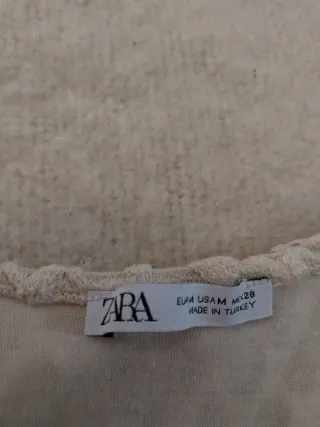 ZARA
EUR M USA M MEX 28
MADE IN TURKEY